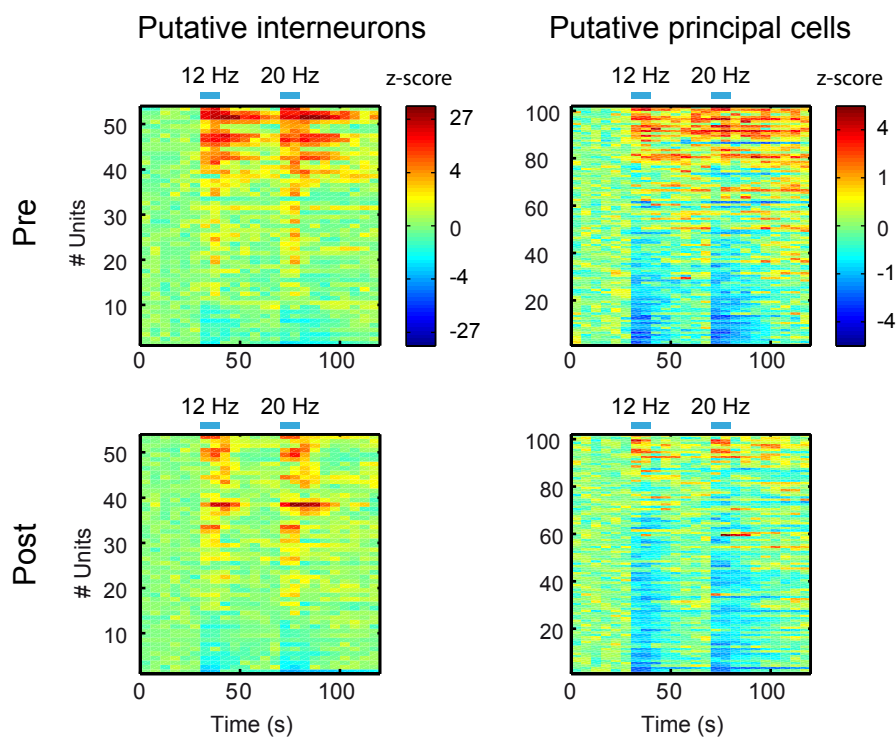 Putative interneurons
Putative principal cells
12 Hz 20 Hz
z-score
12 Hz 20 Hz
z-score
Pre
# Units
50
40
30
20
10
0 50 100
27
4
0
-4
-27
100
80
60
40
20
0 50 100
4
1
0
-1
-4
12 Hz 20 Hz
12 Hz 20 Hz
Post
# Units
50
40
30
20
10
0 50 100
Time (s)
100
80
60
40
20
0 50 100
Time (s)